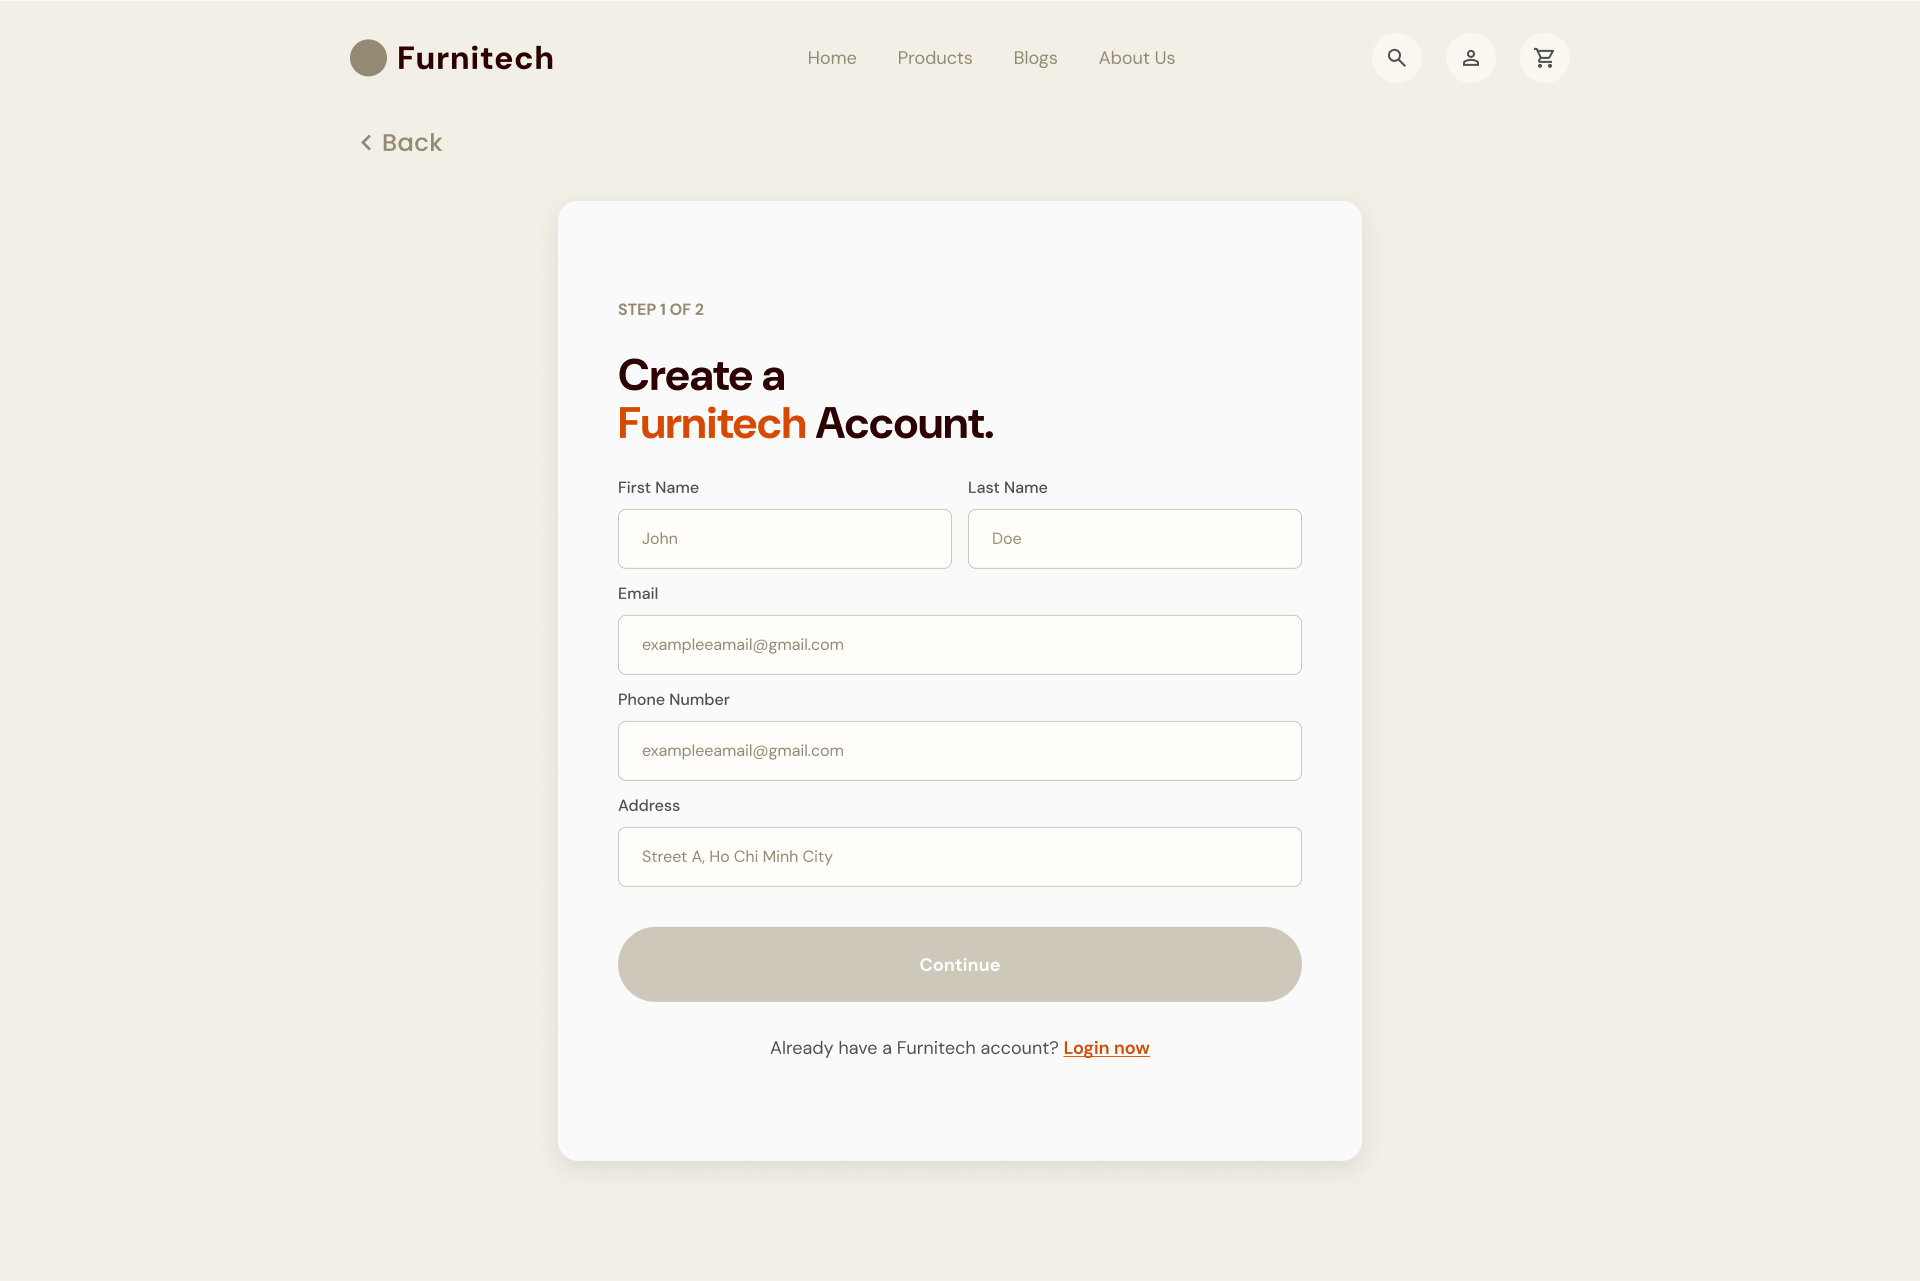 Furnitech
Home Products Blogs About Us
Back
STEP 1 OF 2
Create a
Furnitech Account.
First Name Last Name
John Doe
Email
exampleeamail@gmail.com
Phone Number
exampleeamail@gmail.com
Address
Street A, Ho Chi Minh City
Continue
Already have a Furnitech account? Login now